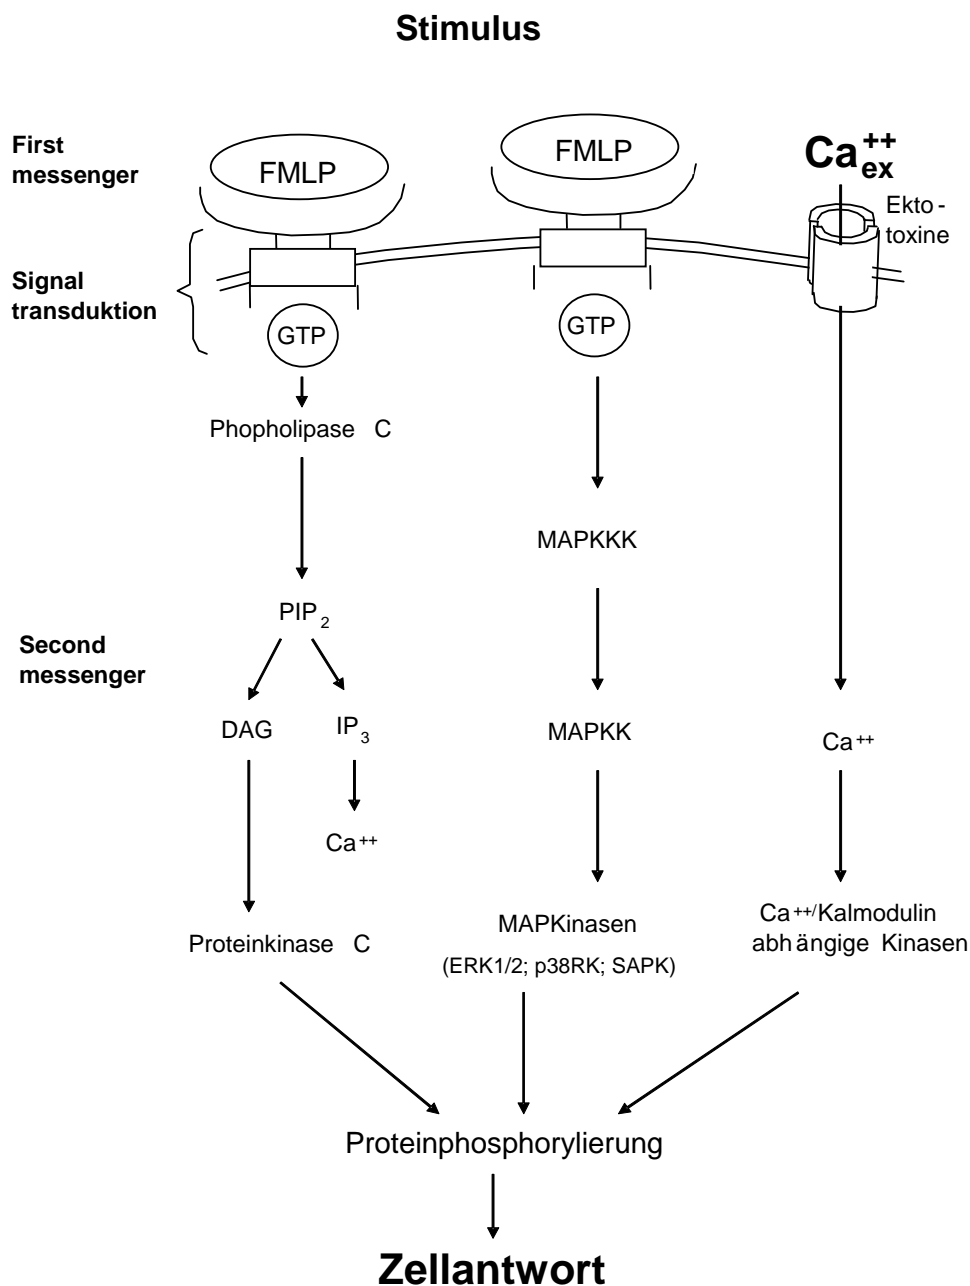 Stimulus
First
messenger
FMLP
FMLP
Ca++ex
Ekto-
toxine
Signal
transduktion
GTP
GTP
Phopholipase C
MAPKKK
PIP2
Second
messenger
DAG
IP3
MAPKK
Ca++
Ca++
Proteinkinase C
MAPKinasen
(ERK1/2; p38RK; SAPK)
Ca++/Kalmodulin
abhängige Kinasen
Proteinphosphorylierung
Zellantwort